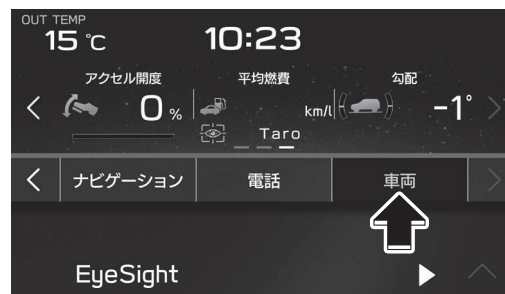 OUT TEMP
15 ℃ 10:23
アクセル開度 平均燃費 勾配
0 % km/l -1°
Taro
ナビゲーション 電話 車両
EyeSight